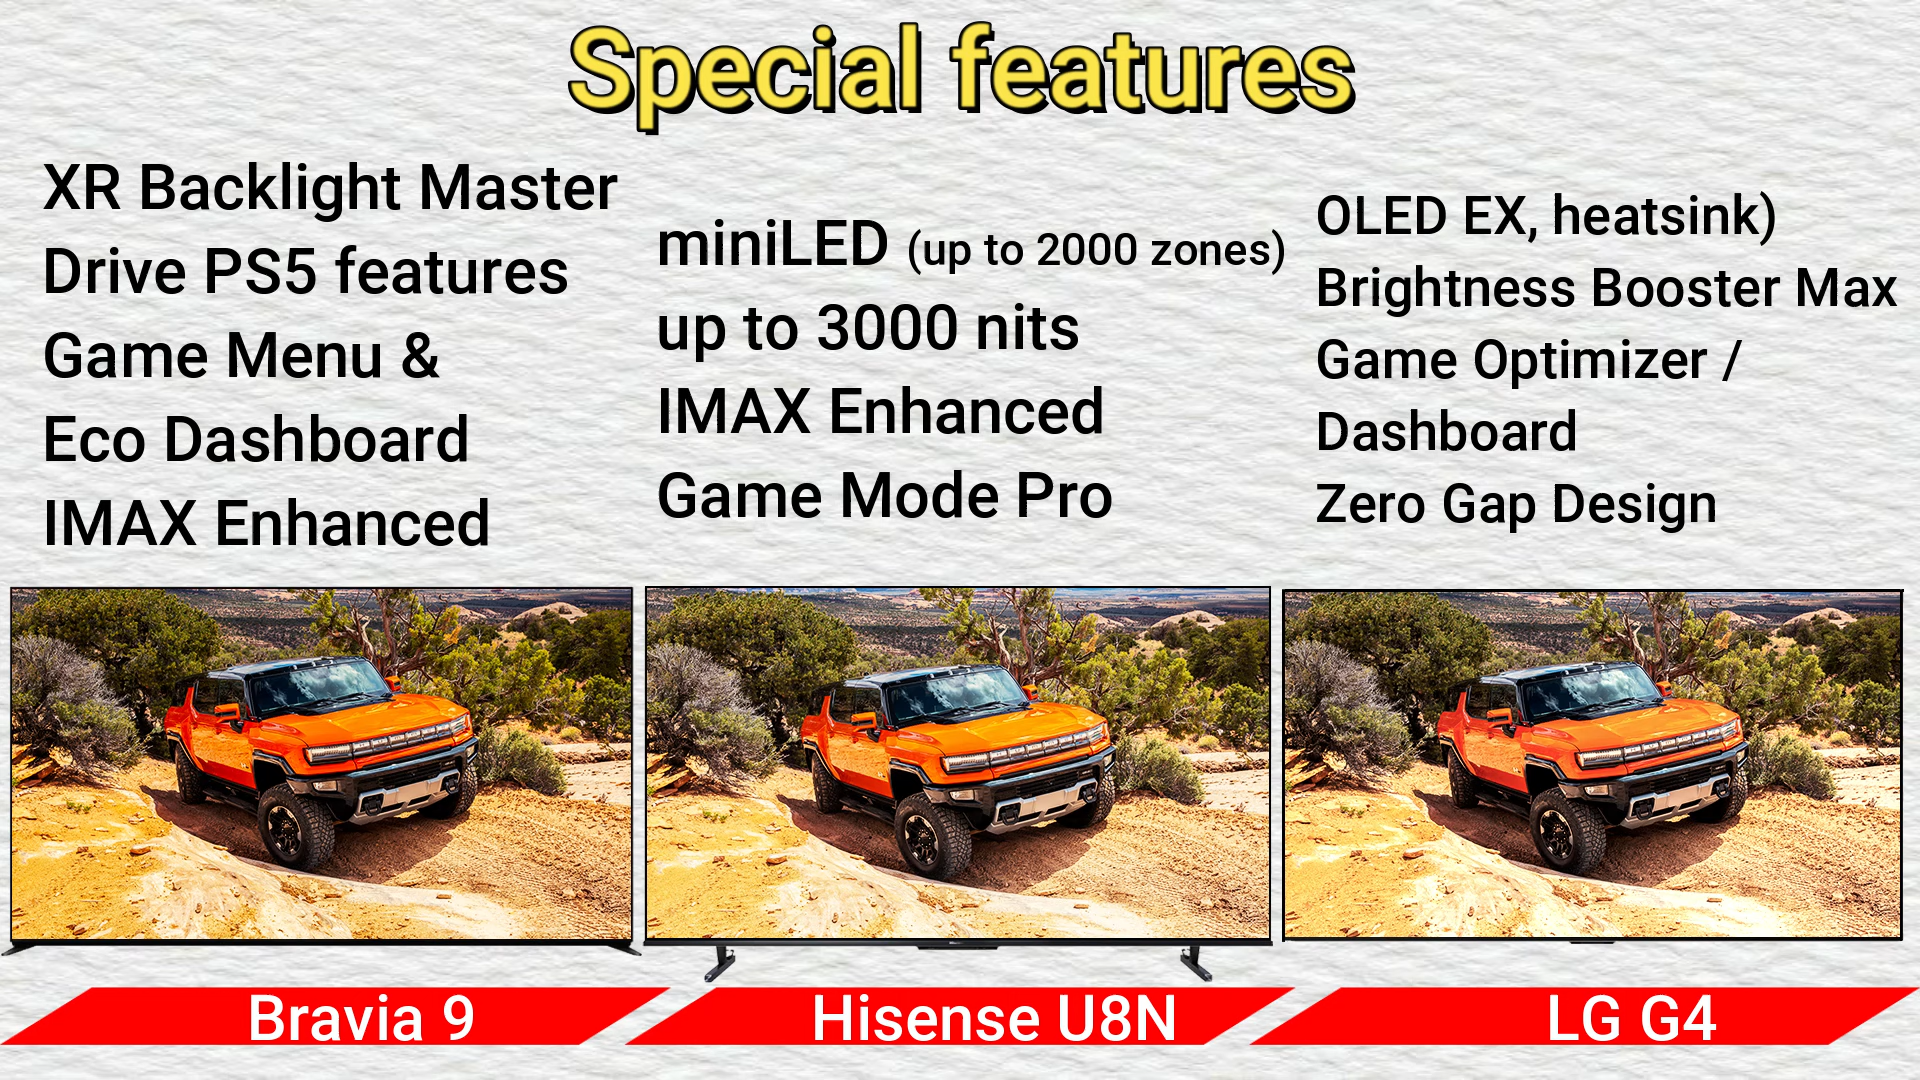 Special features
XR Backlight Master
Drive PS5 features
Game Menu &
Eco Dashboard
IMAX Enhanced
miniLED (up to 2000 zones)
up to 3000 nits
IMAX Enhanced
Game Mode Pro
OLED EX, heatsink)
Brightness Booster Max
Game Optimizer /
Dashboard
Zero Gap Design
Bravia 9
Hisense U8N
LG G4